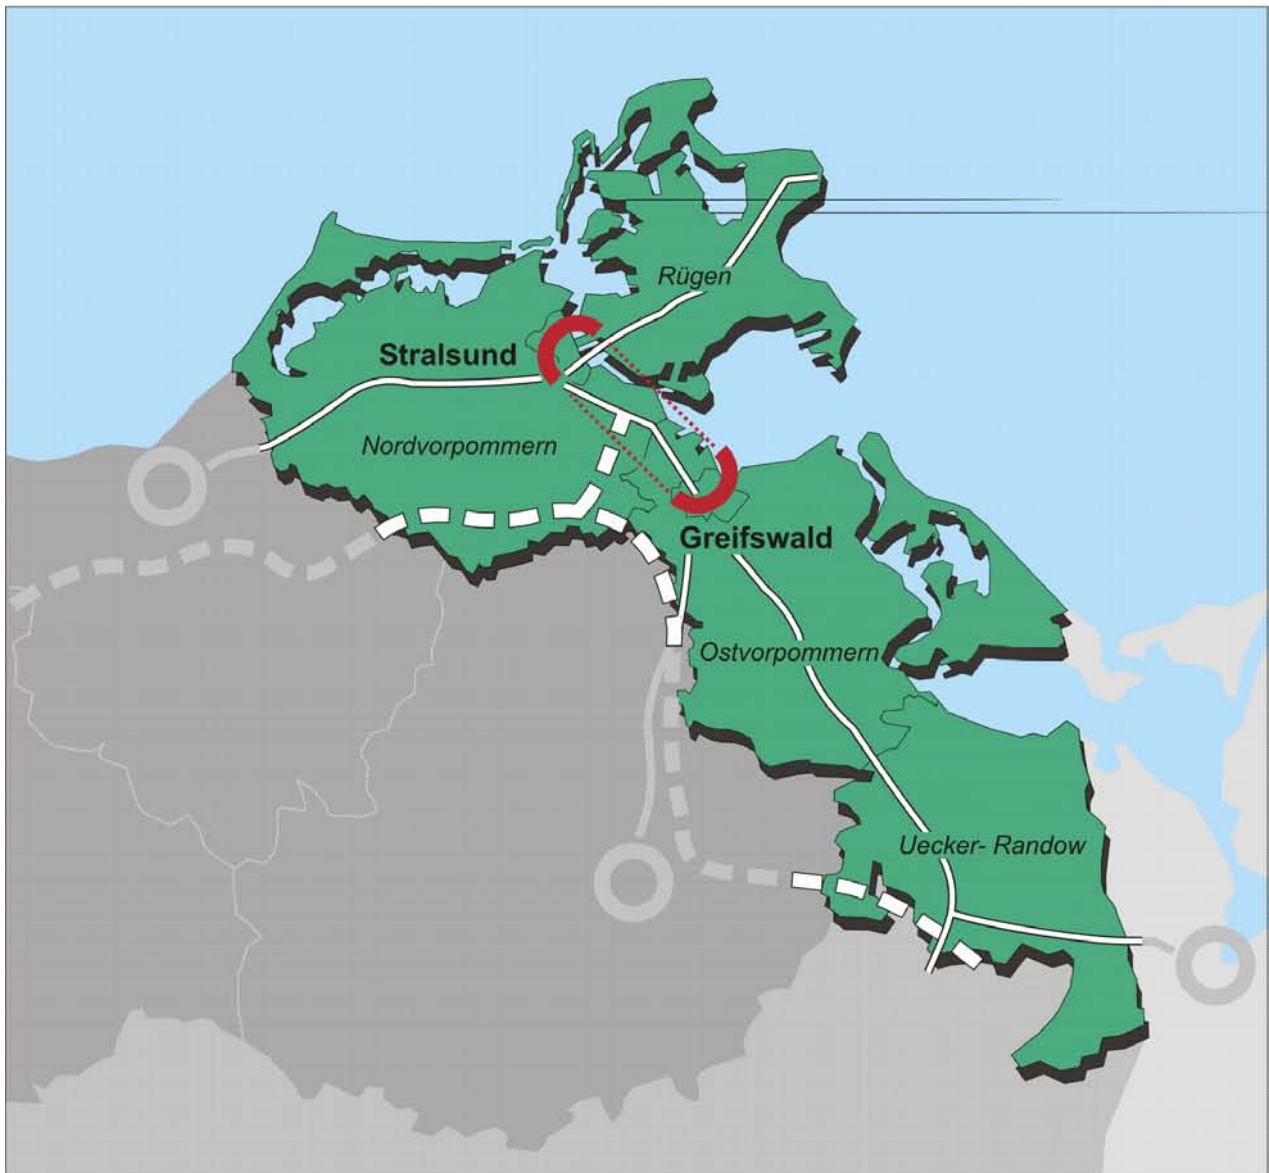 Rügen
Stralsund
Nordvorpommern
Greifswald
Ostvorpommern
Uecker- Randow